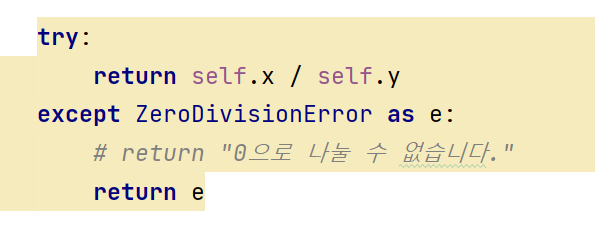 try:
    return self.x / self.y
except ZeroDivisionError as e:
    # return "0으로 나눌 수 없습니다."
    return e